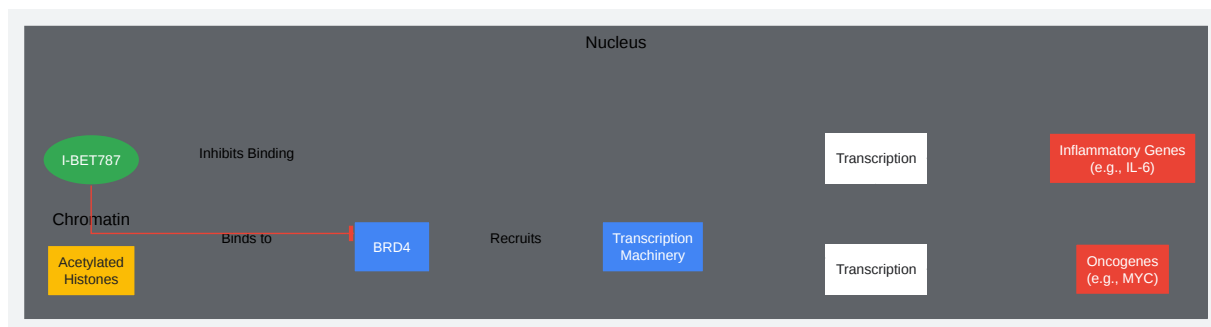 Nucleus
I-BET787
Inhibits Binding
Transcription
Inflammatory Genes
(e.g., IL-6)
Chromatin
Acetylated
Histones
Binds to
BRD4
Recruits
Transcription
Machinery
Transcription
Oncogenes
(e.g., MYC)